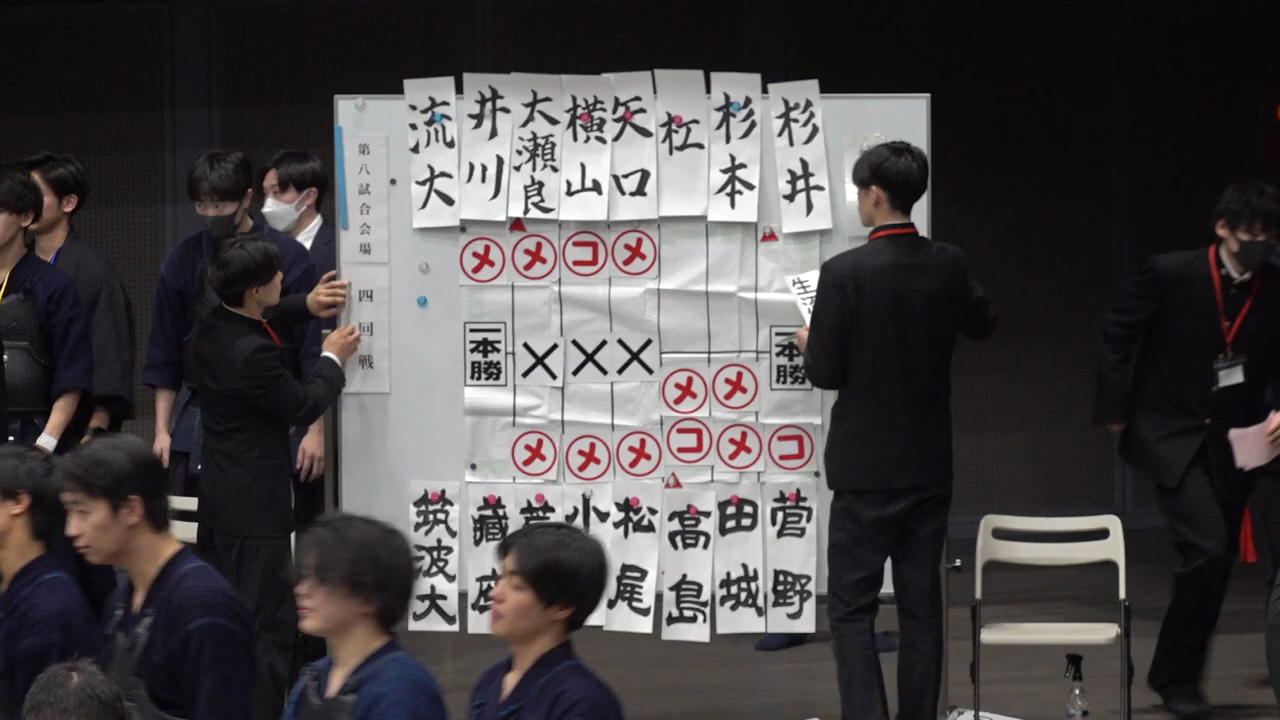 第八試合会場
四回戦
流大
井川
大瀬良
横山
矢口
杠
杉本
杉井
メ
メ
コ
メ
一本勝
一本勝
メ
メ
メ
メ
メ
コ
メ
コ
筑波大
藏座
小
松尾
高島
田城
菅野